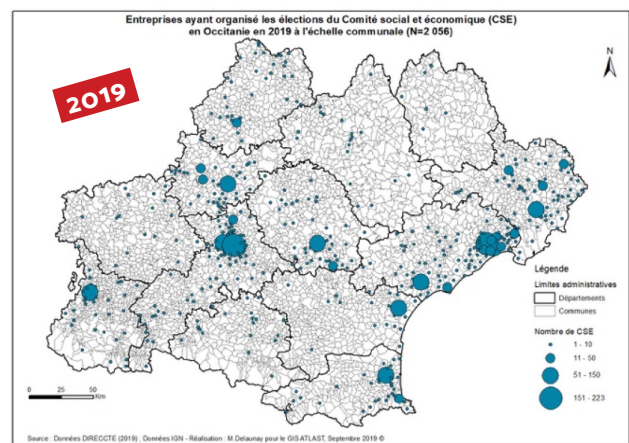 Entreprises ayant organisé les élections du Comité social et économique (CSE)
en Occitanie en 2019 à l'échelle communale (N=2 056)
2019
N
Légende
Limites administratives
Départements
Communes
Nombre de CSE
1 - 10
11 - 50
51 - 150
151 - 223
0 25 50
Km
Source : Données DIRECCTE (2019) ; Données IGN - Réalisation : M.Delaunay pour le GIS ATLAST, Septembre 2019 ©